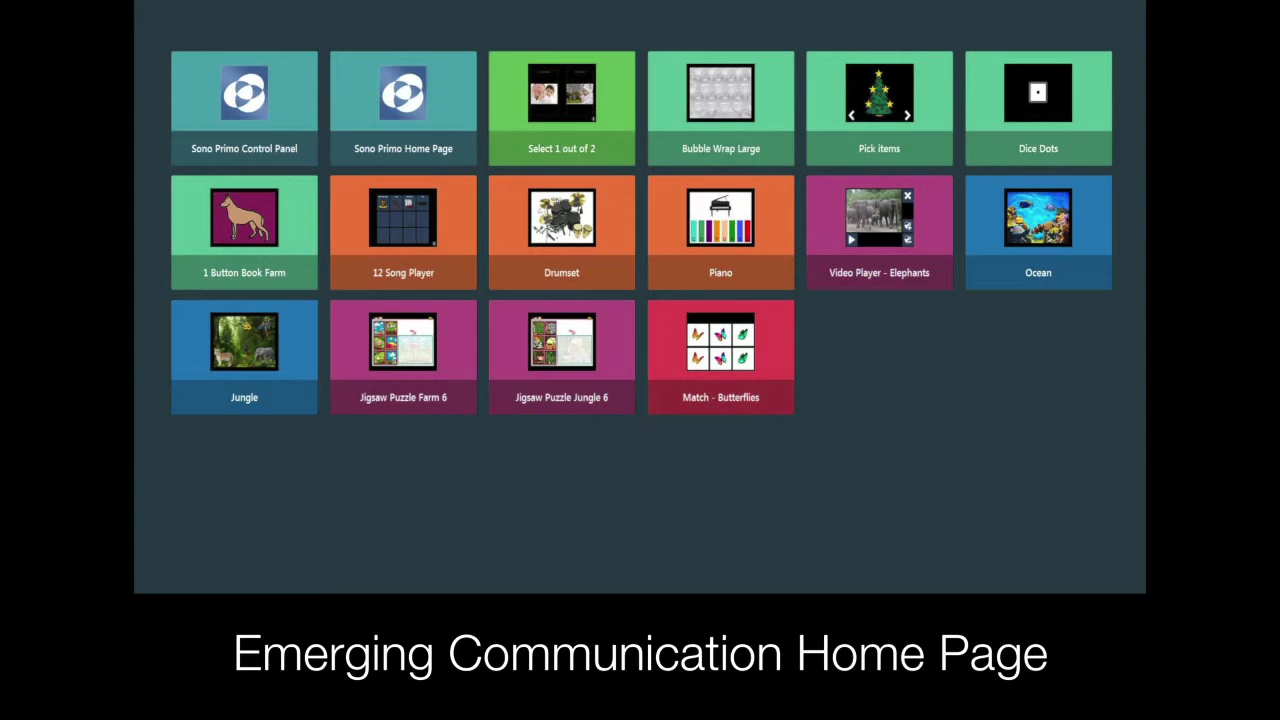 Sono Primo Control Panel
Sono Primo Home Page
Select 1 out of 2
Bubble Wrap Large
Pick items
Dice Dots
1 Button Book Farm
12 Song Player
Drumset
Piano
Video Player - Elephants
Ocean
Jungle
Jigsaw Puzzle Farm 6
Jigsaw Puzzle Jungle 6
Match - Butterflies
Emerging Communication Home Page